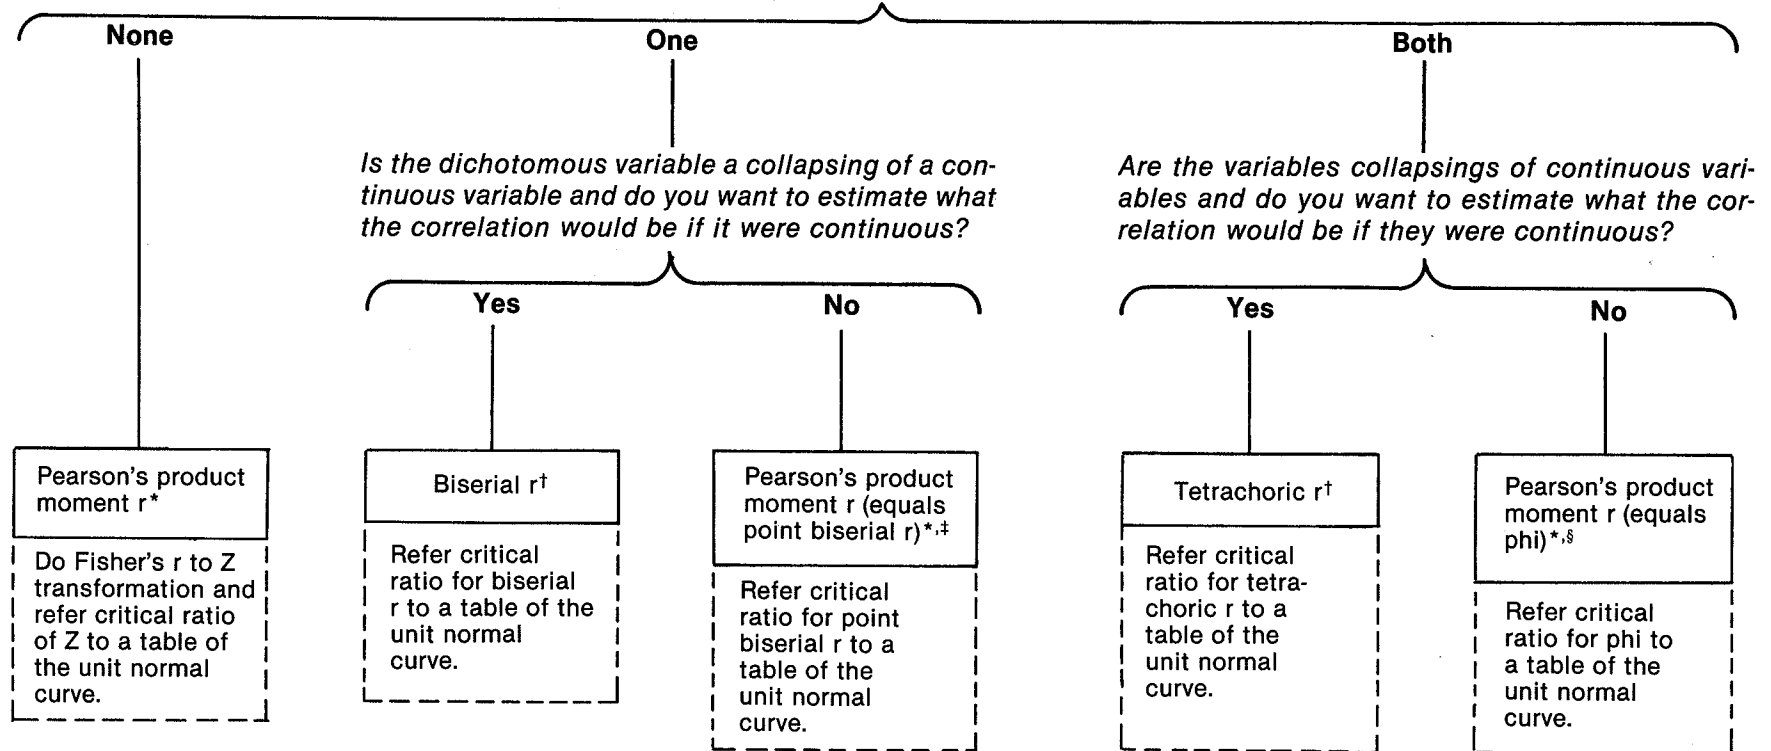 None
One
Both
Is the dichotomous variable a collapsing of a con-
tinuous variable and do you want to estimate what
the correlation would be if it were continuous?
Are the variables collapsings of continuous vari-
ables and do you want to estimate what the cor-
relation would be if they were continuous?
Yes
No
Yes
No
Pearson's product
moment r*
Do Fisher's r to Z
transformation and
refer critical ratio
of Z to a table of
the unit normal
curve.
Biserial r†
Refer critical
ratio for biserial
r to a table of the
unit normal
curve.
Pearson's product
moment r (equals
point biserial r)*,‡
Refer critical
ratio for point
biserial r to a
table of the
unit normal
curve.
Tetrachoric r†
Refer critical
ratio for tetra-
choric r to a
table of the
unit normal
curve.
Pearson's product
moment r (equals
phi)*,§
Refer critical
ratio for phi to
a table of the
unit normal
curve.